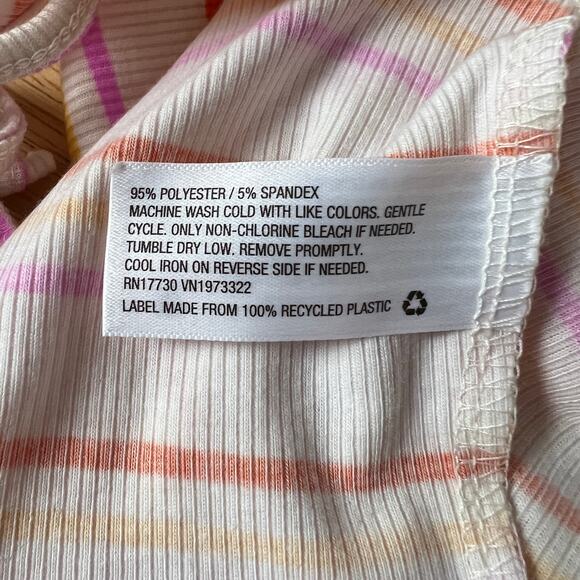 95% POLYESTER / 5% SPANDEX
MACHINE WASH COLD WITH LIKE COLORS. GENTLE
CYCLE. ONLY NON-CHLORINE BLEACH IF NEEDED.
TUMBLE DRY LOW. REMOVE PROMPTLY.
COOL IRON ON REVERSE SIDE IF NEEDED.
RN17730 VN1973322
LABEL MADE FROM 100% RECYCLED PLASTIC